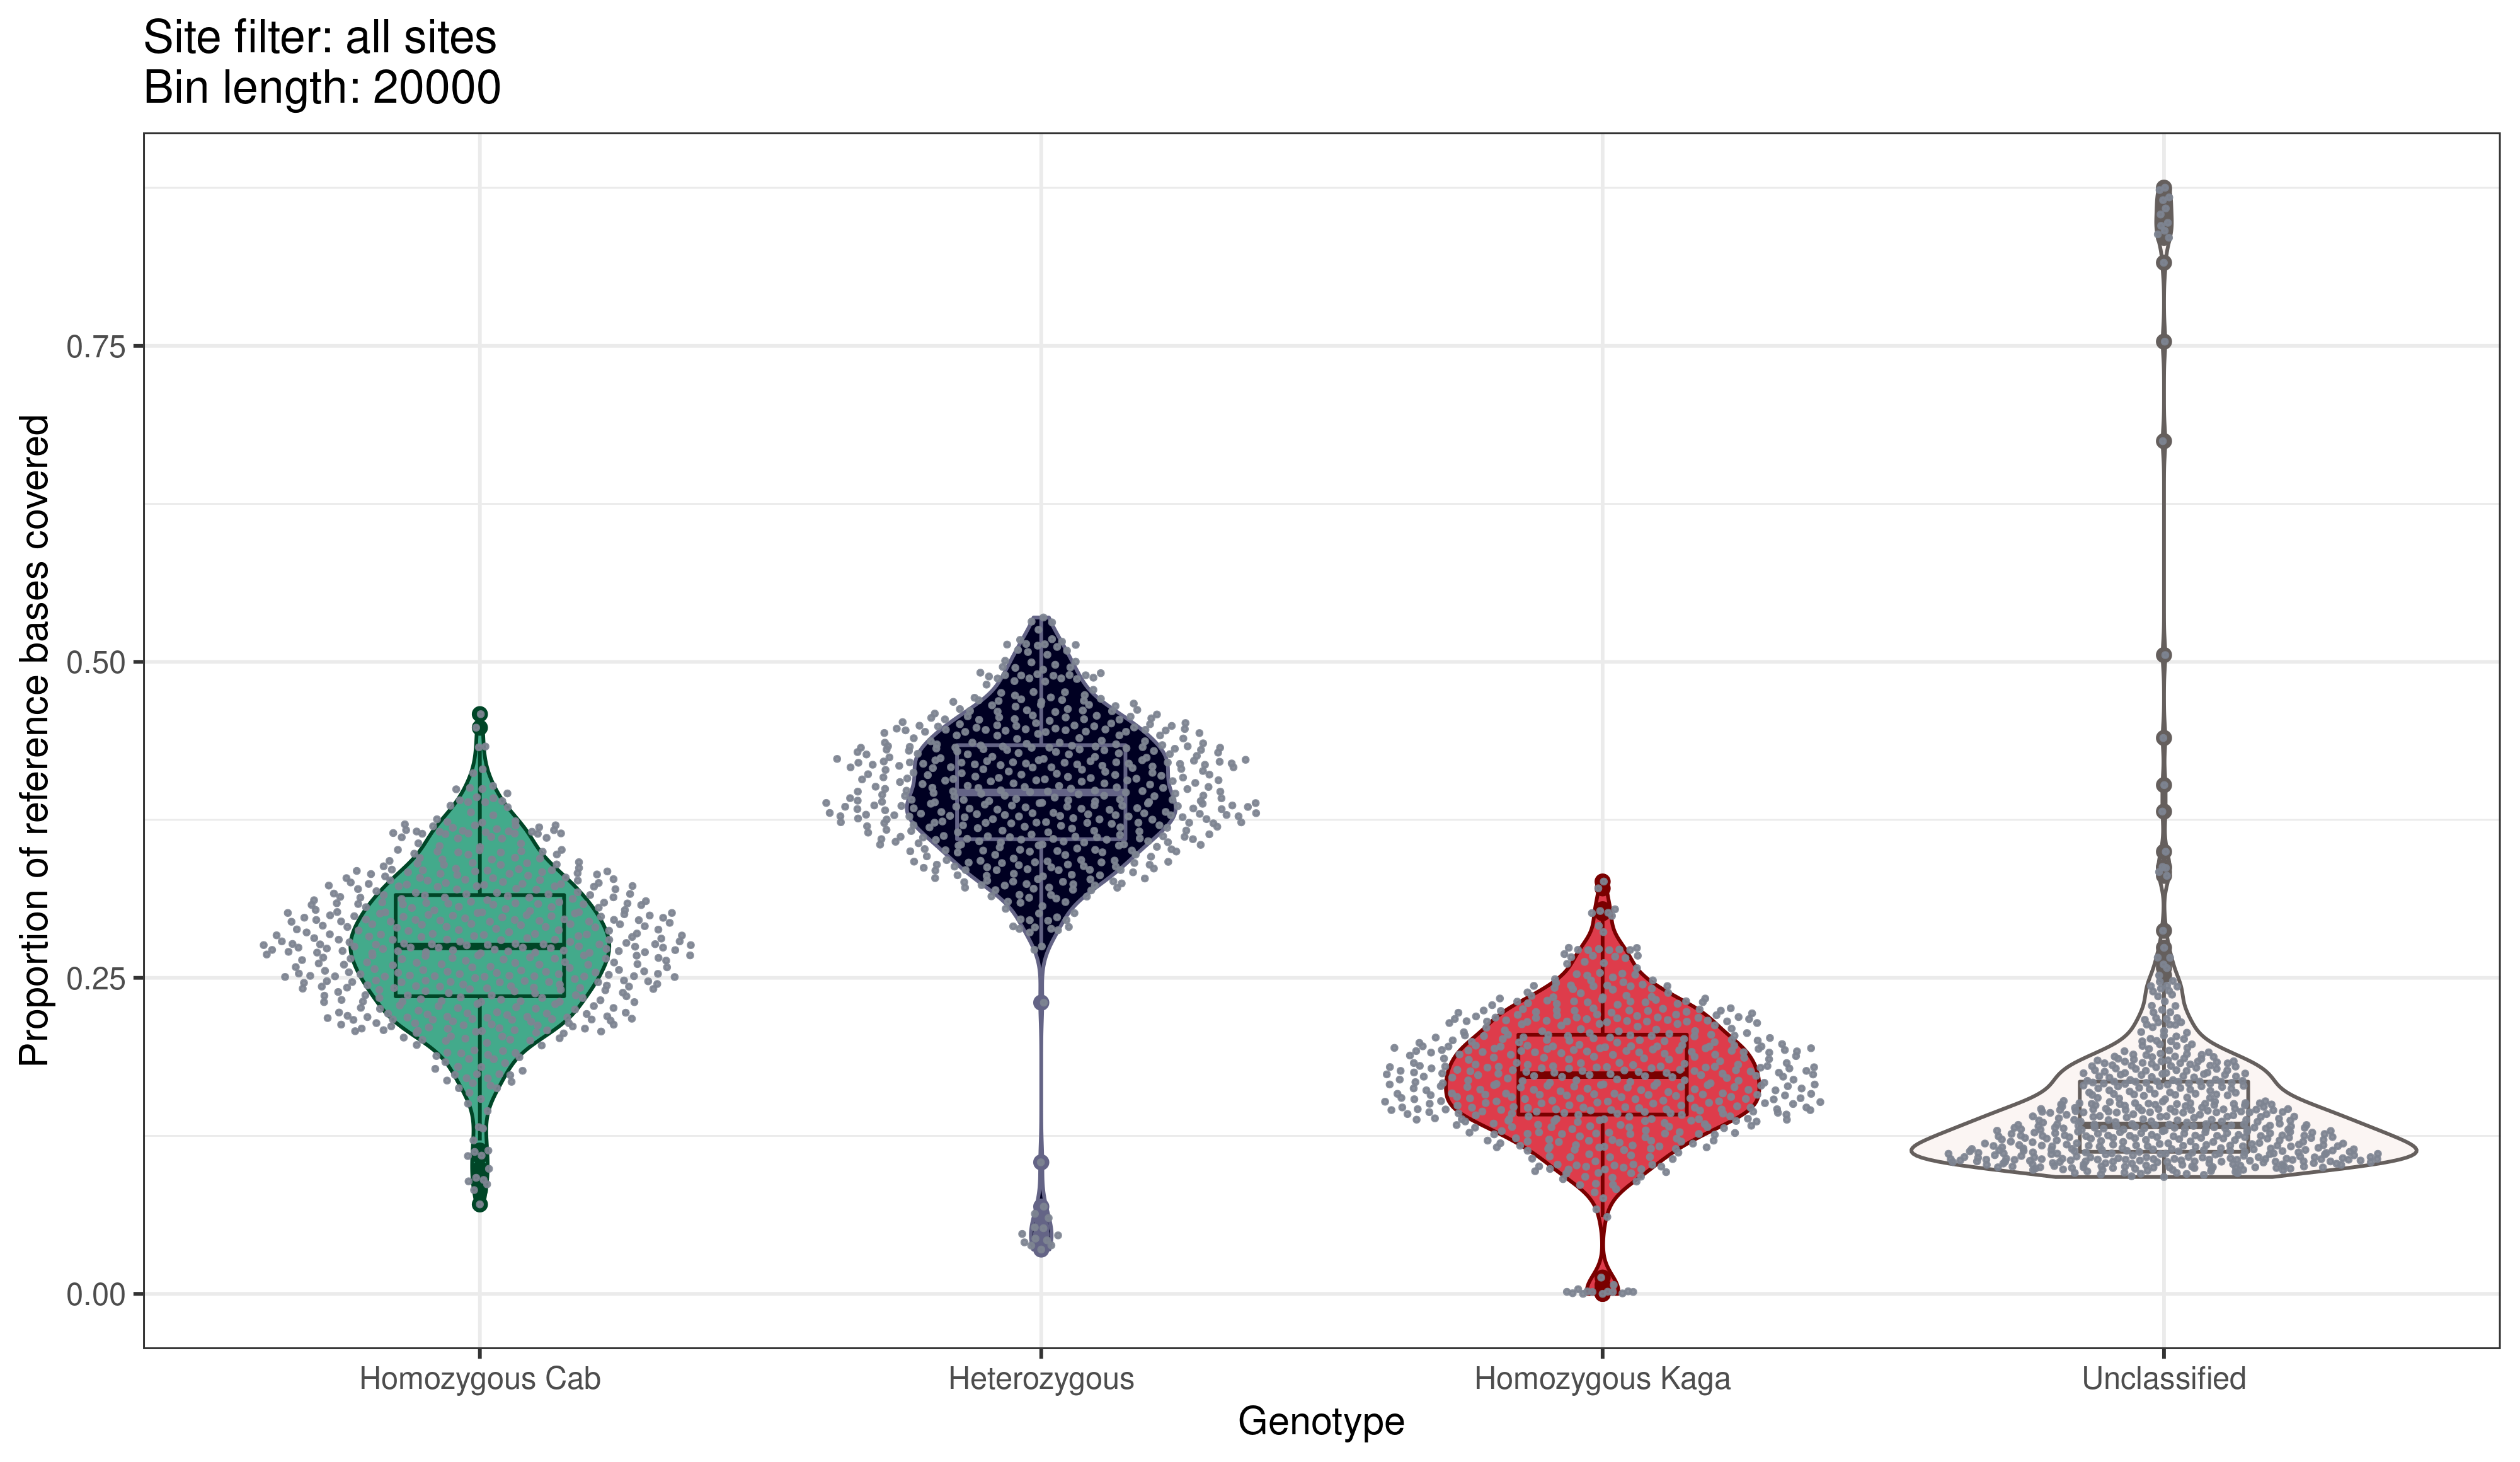 Site filter: all sites
Bin length: 20000
Proportion of reference bases covered
0.75
0.50
0.25
0.00
Homozygous Cab
Heterozygous
Homozygous Kaga
Unclassified
Genotype